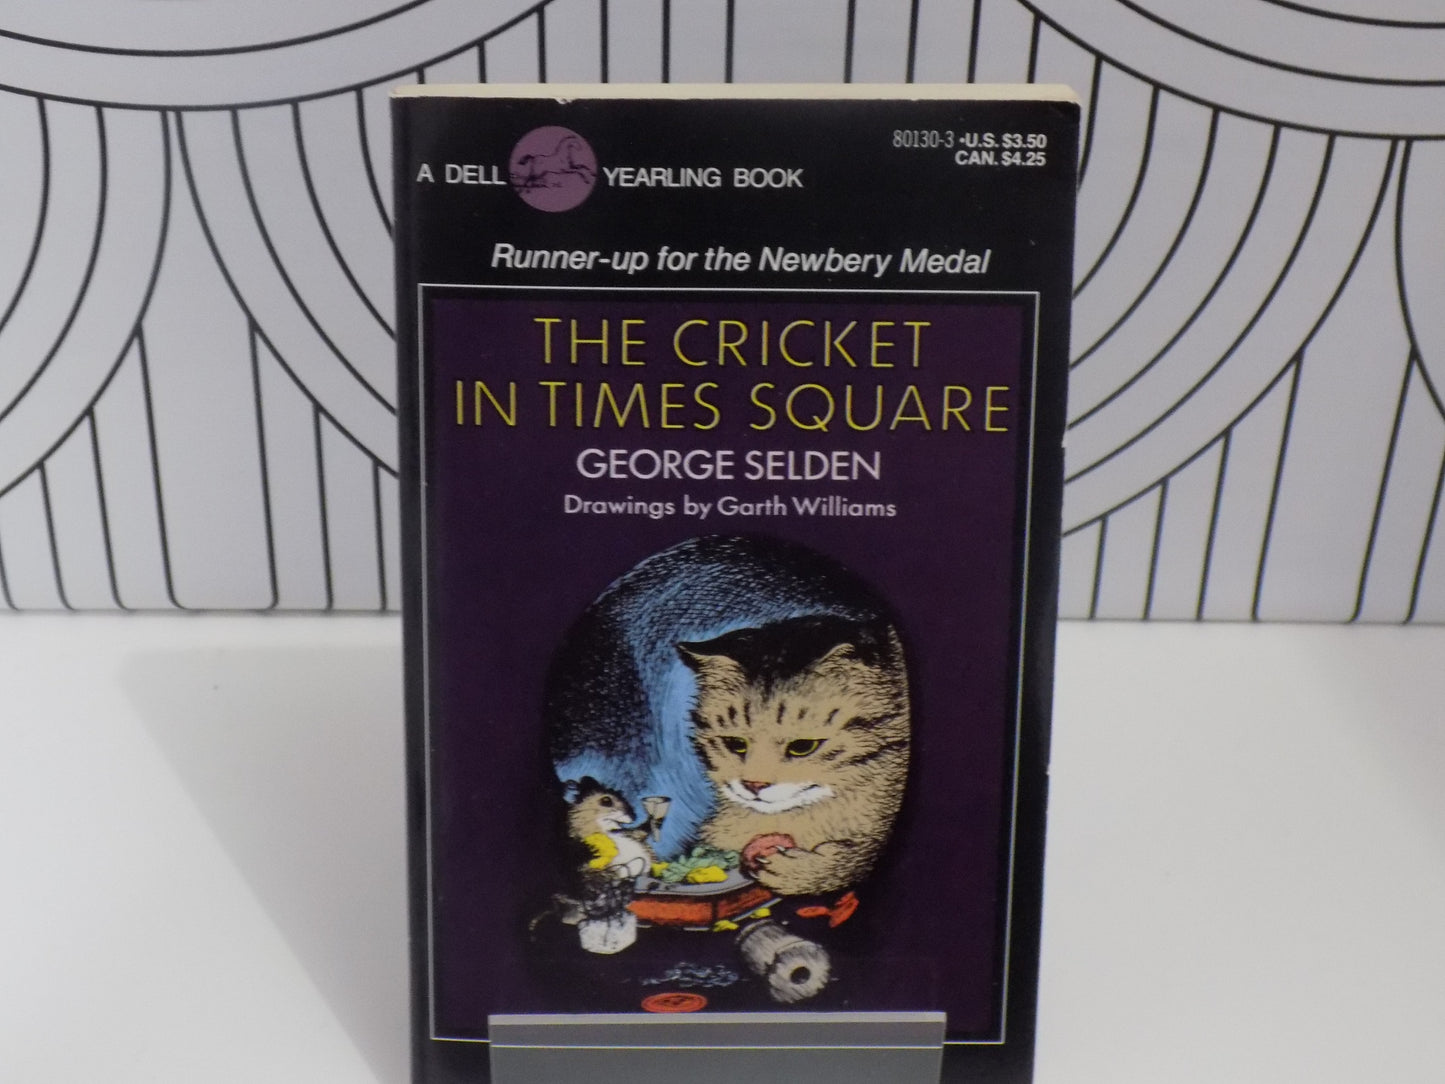 A DELL YEARLING BOOK
80130-3 •U.S. $3.50
CAN. $4.25
Runner-up for the Newbery Medal
THE CRICKET
IN TIMES SQUARE
GEORGE SELDEN
Drawings by Garth Williams